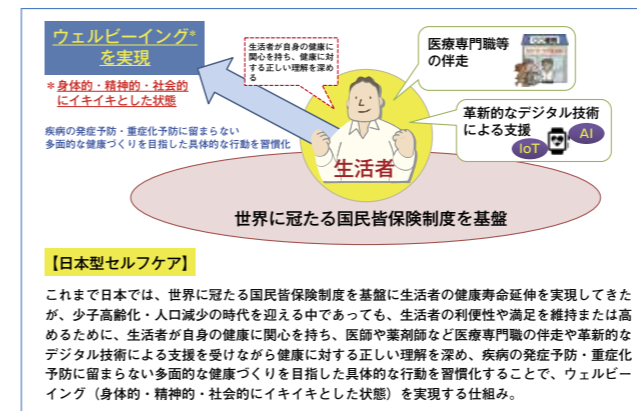 ウェルビーイング*
を実現
*身体的・精神的・社会的
にイキイキとした状態
疾病の発症予防・重症化予防に留まらない
多面的な健康づくりを目指した具体的な行動を習慣化
生活者が自身の健康に
関心を持ち、健康に対
する正しい理解を深め
る
医療専門職等
の伴走
革新的なデジタル技術
による支援
IoT
AI
生活者
世界に冠たる国民皆保険制度を基盤
【日本型セルフケア】
これまで日本では、世界に冠たる国民皆保険制度を基盤に生活者の健康寿命延伸を実現してきた
が、少子高齢化・人口減少の時代を迎える中であっても、生活者の利便性や満足を維持または高
めるために、生活者が自身の健康に関心を持ち、医師や薬剤師など医療専門職の伴走や革新的な
デジタル技術による支援を受けながら健康に対する正しい理解を深め、疾病の発症予防・重症化
予防に留まらない多面的な健康づくりを目指した具体的な行動を習慣化することで、ウェルビー
イング（身体的・精神的・社会的にイキイキとした状態）を実現する仕組み。